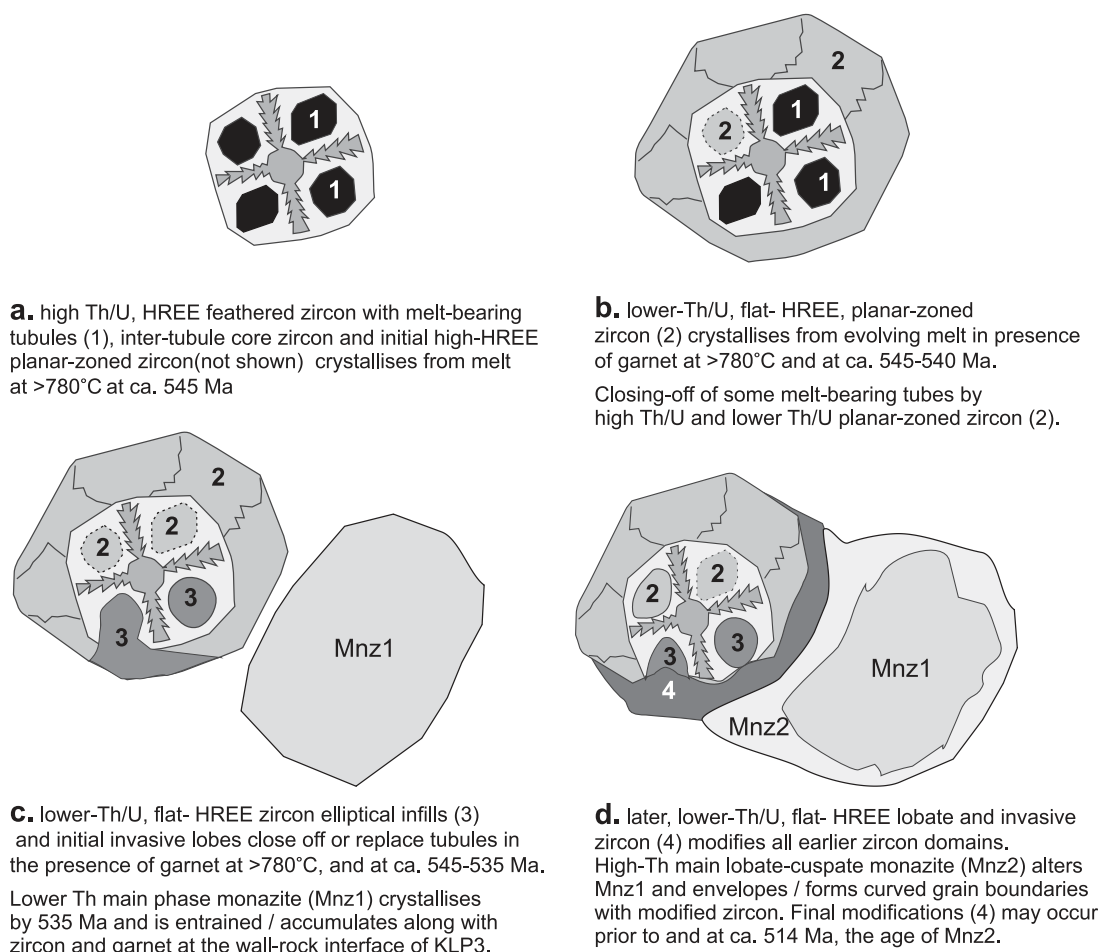 1
1
2
2
1
1
a. high Th/U, HREE feathered zircon with melt-bearing
tubules (1), inter-tubule core zircon and initial high-HREE
planar-zoned zircon(not shown) crystallises from melt
at >780°C at ca. 545 Ma
b. lower-Th/U, flat- HREE, planar-zoned
zircon (2) crystallises from evolving melt in presence
of garnet at >780°C and at ca. 545-540 Ma.
Closing-off of some melt-bearing tubes by
high Th/U and lower Th/U planar-zoned zircon (2).
2
2
2
3
3
Mnz1
2
2
3
3
4
Mnz1
Mnz2
c. lower-Th/U, flat- HREE zircon elliptical infills (3)
and initial invasive lobes close off or replace tubules in
the presence of garnet at >780°C, and at ca. 545-535 Ma.
Lower Th main phase monazite (Mnz1) crystallises
by 535 Ma and is entrained / accumulates along with
zircon and garnet at the wall-rock interface of KLP3.
d. later, lower-Th/U, flat- HREE lobate and invasive
zircon (4) modifies all earlier zircon domains.
High-Th main lobate-cuspate monazite (Mnz2) alters
Mnz1 and envelopes / forms curved grain boundaries
with modified zircon. Final modifications (4) may occur
prior to and at ca. 514 Ma, the age of Mnz2.